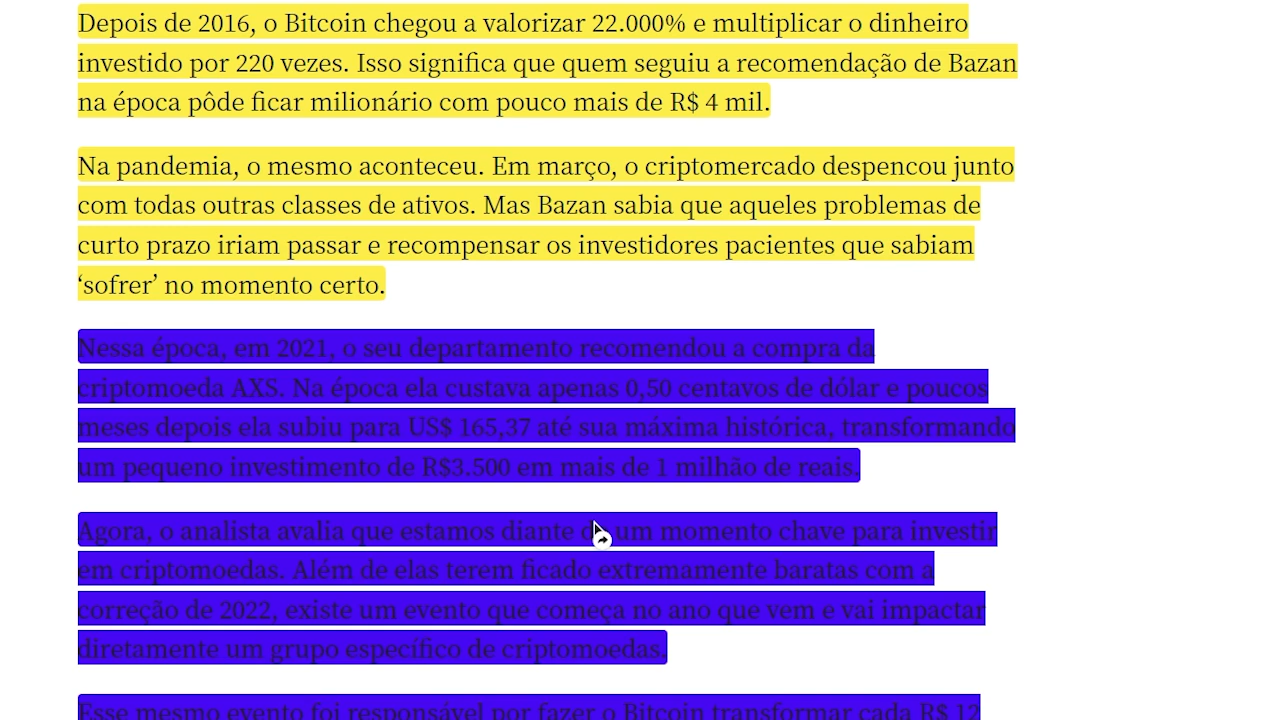 Depois de 2016, o Bitcoin chegou a valorizar 22.000% e multiplicar o dinheiro
investido por 220 vezes. Isso significa que quem seguiu a recomendação de Bazan
na época pôde ficar milionário com pouco mais de R$ 4 mil.
Na pandemia, o mesmo aconteceu. Em março, o criptomercado despencou junto
com todas outras classes de ativos. Mas Bazan sabia que aqueles problemas de
curto prazo iriam passar e recompensar os investidores pacientes que sabiam
‘sofrer’ no momento certo.
Nessa época, em 2021, o seu departamento recomendou a compra da
criptomoeda AXS. Na época ela custava apenas 0,50 centavos de dólar e poucos
meses depois ela subiu para US$ 165,37 até sua máxima histórica, transformando
um pequeno investimento de R$3.500 em mais de 1 milhão de reais.
Agora, o analista avalia que estamos diante um momento chave para investir
em criptomoedas. Além de elas terem ficado extremamente baratas com a
correção de 2022, existe um evento que começa no ano que vem e vai impactar
diretamente um grupo específico de criptomoedas.
Esse mesmo evento foi responsável por fazer o Bitcoin transformar cada R$ 12